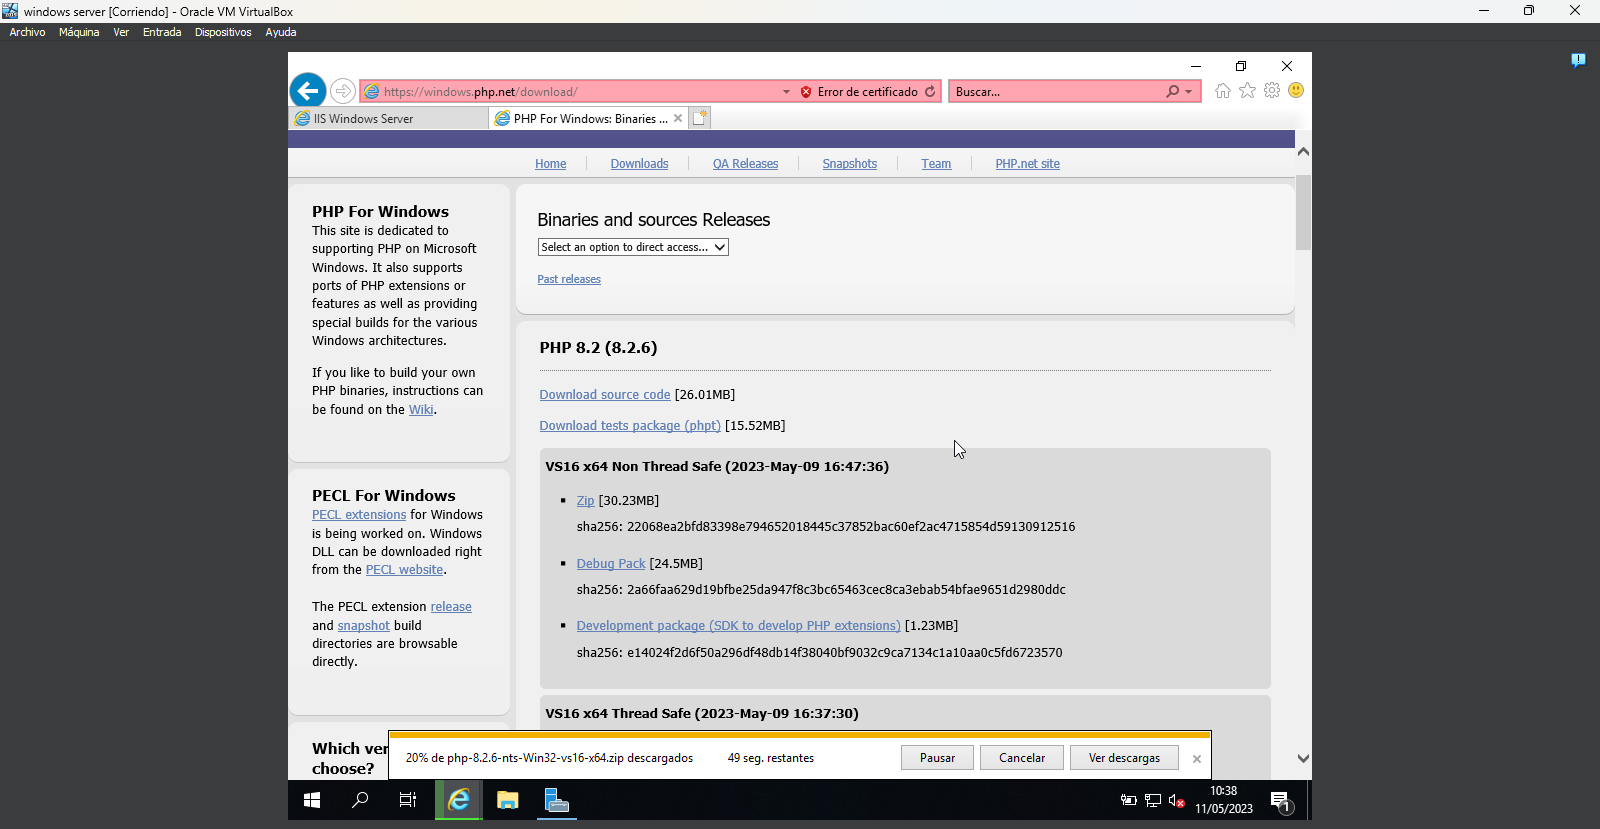 windows server [Corriendo] - Oracle VM VirtualBox
Archivo Máquina Ver Entrada Dispositivos Ayuda
https://windows.php.net/download/ Error de certificado Buscar...
IIS Windows Server PHP For Windows: Binaries ...
Home Downloads QA Releases Snapshots Team PHP.net site
PHP For Windows
This site is dedicated to
supporting PHP on Microsoft
Windows. It also supports
ports of PHP extensions or
features as well as providing
special builds for the various
Windows architectures.
If you like to build your own
PHP binaries, instructions can
be found on the Wiki.
PECL For Windows
PECL extensions for Windows
is being worked on. Windows
DLL can be downloaded right
from the PECL website.
The PECL extension release
and snapshot build
directories are browsable
directly.
Which ver
choose?
Binaries and sources Releases
Select an option to direct access...
Past releases
PHP 8.2 (8.2.6)
Download source code [26.01MB]
Download tests package (phpt) [15.52MB]
VS16 x64 Non Thread Safe (2023-May-09 16:47:36)
Zip [30.23MB]
sha256: 22068ea2bfd83398e794652018445c37852bac60ef2ac4715854d59130912516
Debug Pack [24.5MB]
sha256: 2a66faa629d19bfbe25da947f8c3bc65463cec8ca3ebab54bfae9651d2980ddc
Development package (SDK to develop PHP extensions) [1.23MB]
sha256: e14024f2d6f50a296df48db14f38040bf9032c9ca7134c1a10aa0c5fd6723570
VS16 x64 Thread Safe (2023-May-09 16:37:30)
20% de php-8.2.6-nts-Win32-vs16-x64.zip descargados 49 seg. restantes Pausar Cancelar Ver descargas
10:38
11/05/2023
1